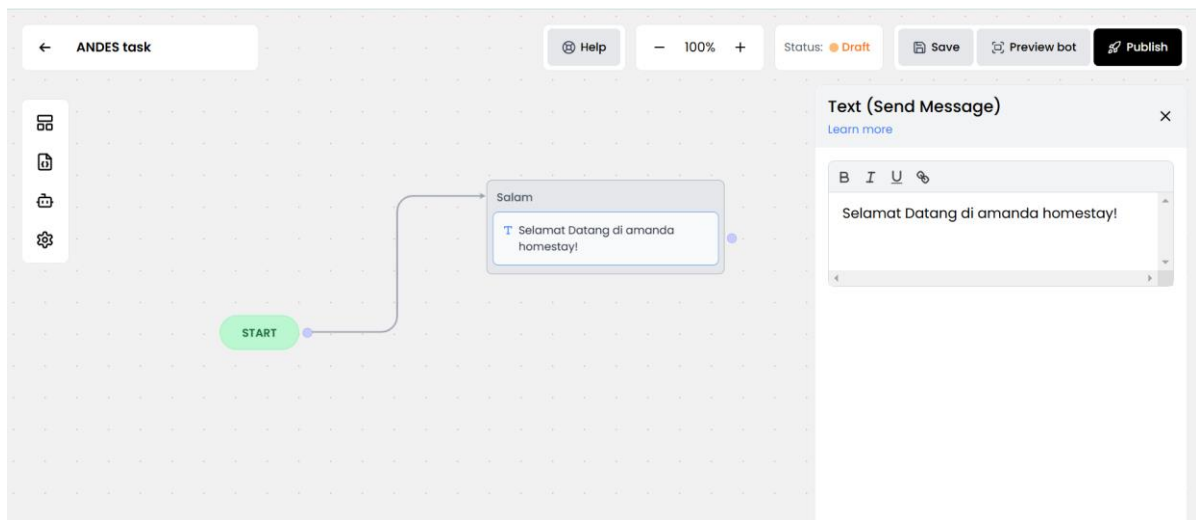 ANDES task
Help
100%
Status: Draft
Save
Preview bot
Publish
Text (Send Message)
Learn more
B I U
Selamat Datang di amanda homestay!
Salam
T Selamat Datang di amanda
homestay!
START